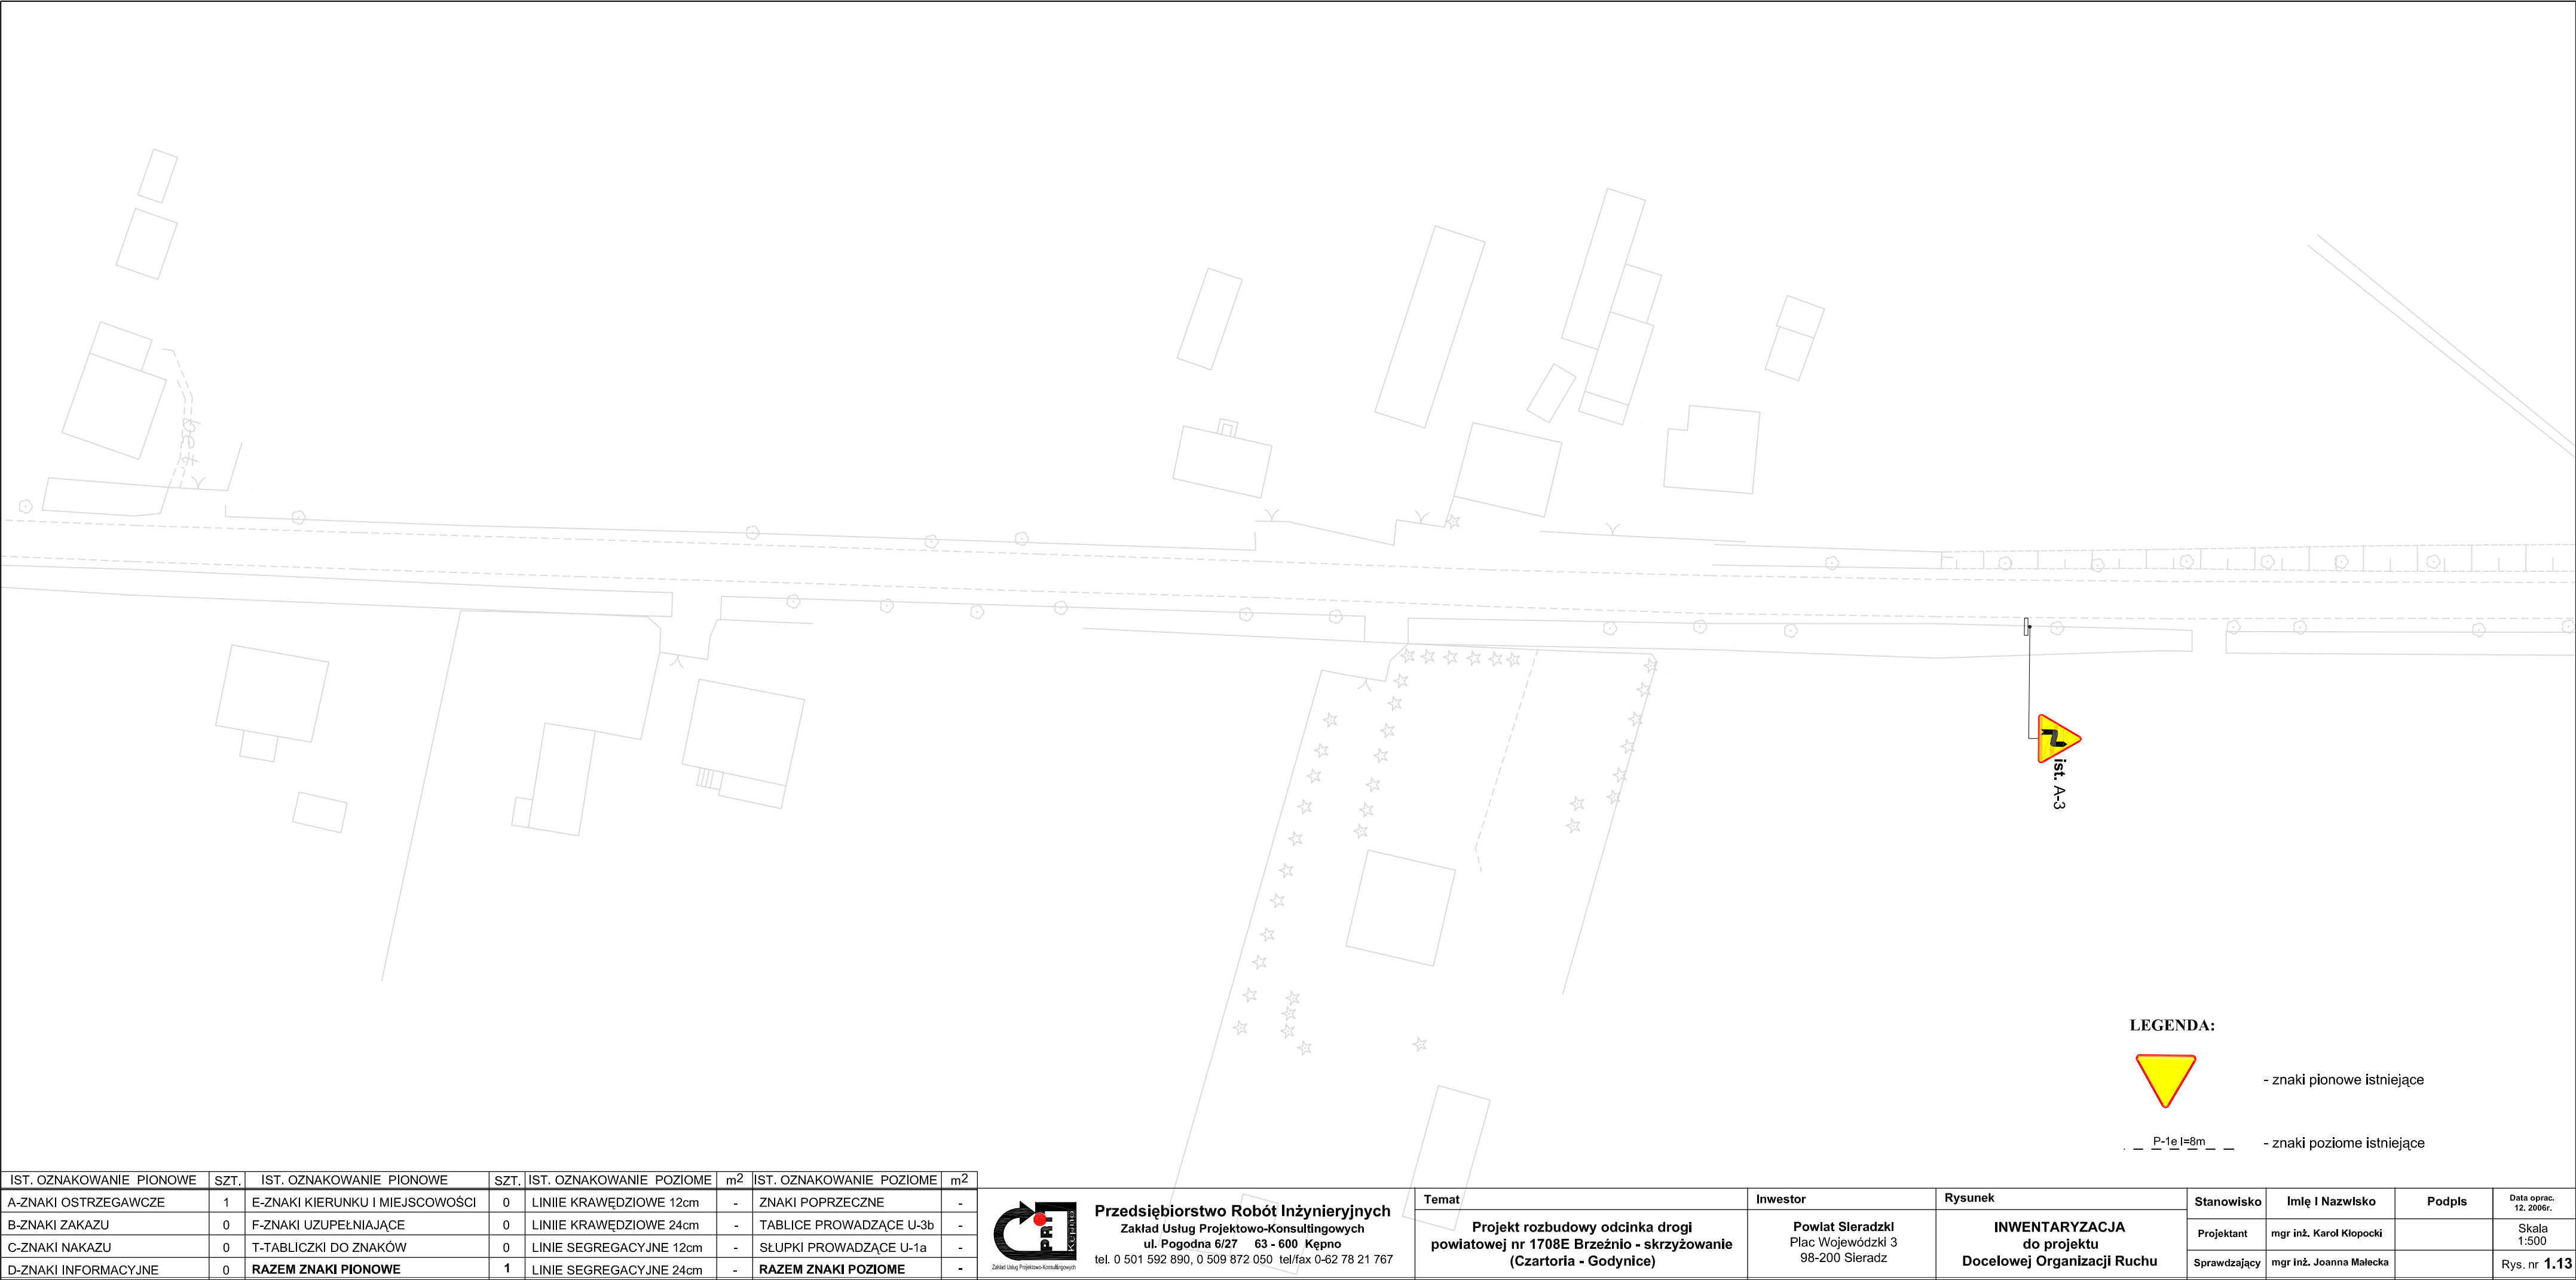 bet
ist. A-3
LEGENDA:
- znaki pionowe istniejące
P-1e l=8m
- znaki poziome istniejące
IST. OZNAKOWANIE PIONOWE SZT. IST. OZNAKOWANIE PIONOWE SZT. IST. OZNAKOWANIE POZIOME m2 IST. OZNAKOWANIE POZIOME m2
A-ZNAKI OSTRZEGAWCZE 1 E-ZNAKI KIERUNKU I MIEJSCOWOŚCI 0 LINIIE KRAWĘDZIOWE 12cm - ZNAKI POPRZECZNE -
B-ZNAKI ZAKAZU 0 F-ZNAKI UZUPEŁNIAJĄCE 0 LINIIE KRAWĘDZIOWE 24cm - TABLICE PROWADZĄCE U-3b -
C-ZNAKI NAKAZU 0 T-TABLICZKI DO ZNAKÓW 0 LINIE SEGREGACYJNE 12cm - SŁUPKI PROWADZĄCE U-1a -
D-ZNAKI INFORMACYJNE 0 RAZEM ZNAKI PIONOWE 1 LINIE SEGREGACYJNE 24cm - RAZEM ZNAKI POZIOME -
PRI
KĘPNO
Zakład Usług Projektowo-Konsultingowych
Przedsiębiorstwo Robót Inżynieryjnych
Zakład Usług Projektowo-Konsultingowych
ul. Pogodna 6/27 63 - 600 Kępno
tel. 0 501 592 890, 0 509 872 050 tel/fax 0-62 78 21 767
Temat
Projekt rozbudowy odcinka drogi
powiatowej nr 1708E Brzeźnio - skrzyżowanie
(Czartoria - Godynice)
Inwestor
Powiat Sieradzki
Plac Wojewódzki 3
98-200 Sieradz
Rysunek
INWENTARYZACJA
do projektu
Docelowej Organizacji Ruchu
Stanowisko Imię I Nazwisko Podpis
Projektant mgr inż. Karol Kłopocki
Sprawdzający mgr inż. Joanna Małecka
Data oprac.
12. 2006r.
Skala
1:500
Rys. nr 1.13